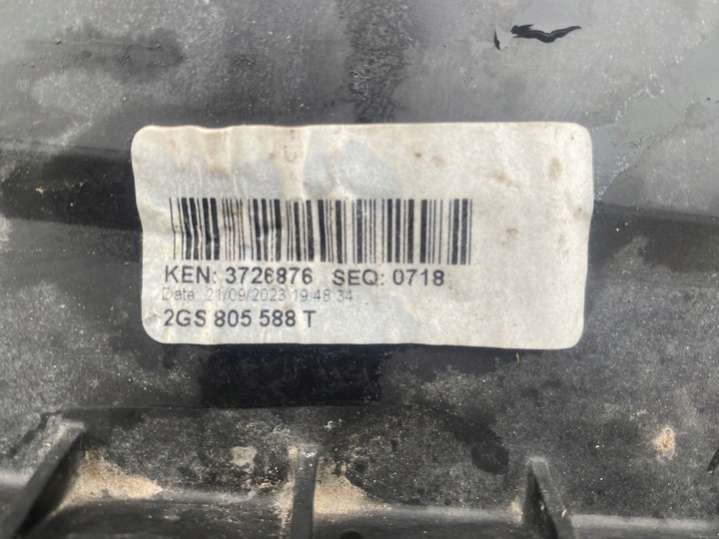 KEN: 3726876 SEQ: 0718
Date: 21/09/2023 19:48:34
2GS 805 588 T